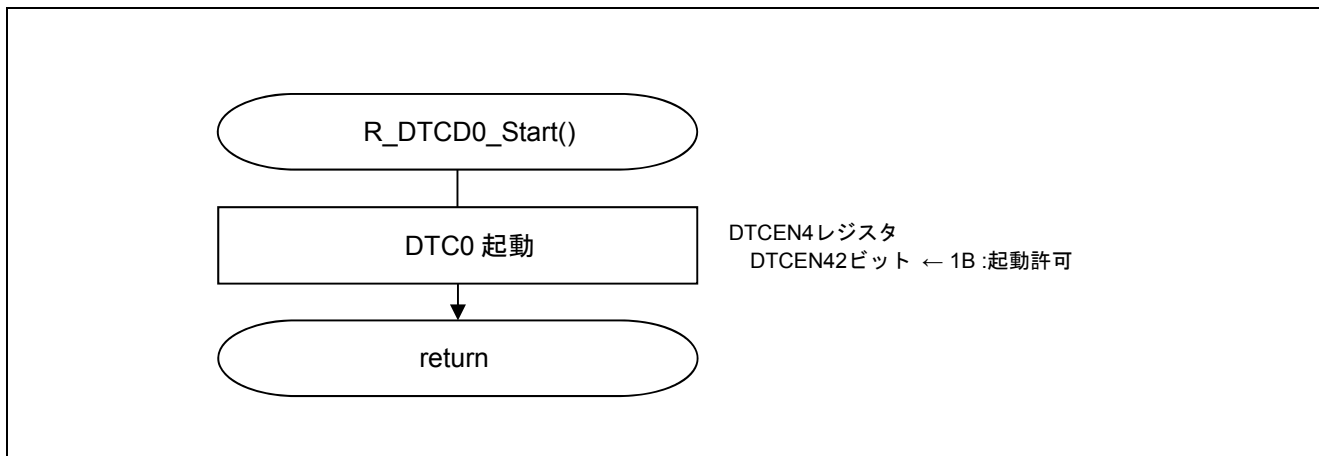 R_DTCD0_Start()
DTC0 起動
DTCEN4レジスタ
DTCEN42ビット ← 1B :起動許可
return